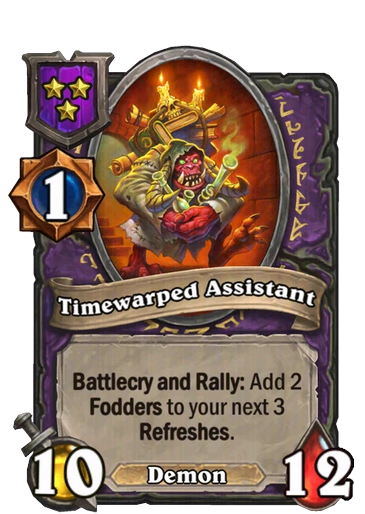 1
Timewarped Assistant
Battlecry and Rally: Add 2
Fodders to your next 3
Refreshes.
10
Demon
12